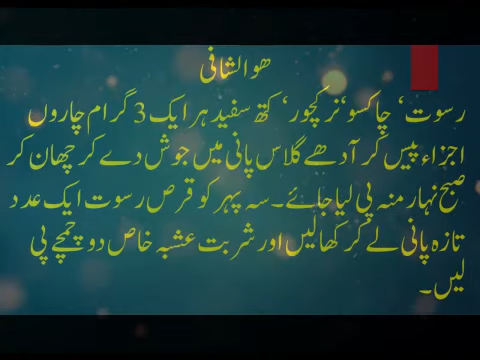 ھوالشافی
رسوت‘ چاکسو‘نرکچور‘ کتھ سفید ہر ایک 3 گرام چاروں
اجزاء پیس کر آدھے گلاس پانی میں جوش دے کر چھان کر
صبح نہار منہ پی لیا جائے۔ سہ پہر کو قرص رسوت ایک عدد
تازہ پانی لے کر کھالیں اور شربت عشبہ خاص دو چمچے پی
لیں۔